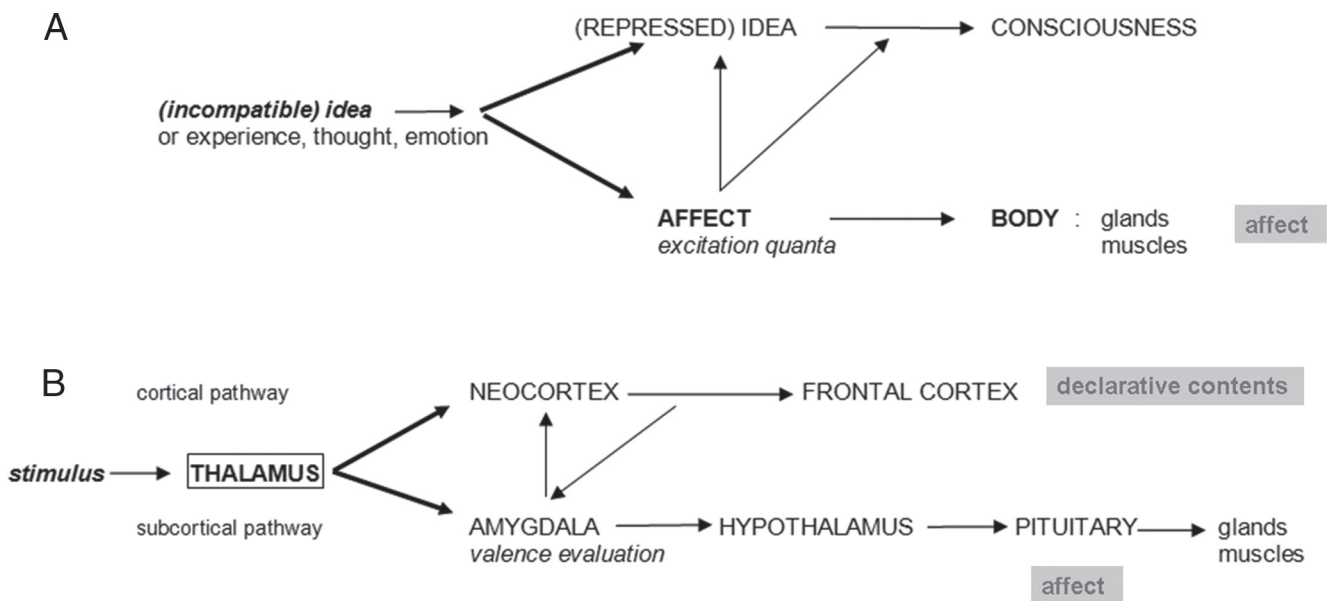 A
(REPRESSED) IDEA
CONSCIOUSNESS
(incompatible) idea
or experience, thought, emotion
AFFECT
excitation quanta
BODY : glands
muscles
affect
B
cortical pathway
NEOCORTEX
FRONTAL CORTEX
declarative contents
stimulus
THALAMUS
subcortical pathway
AMYGDALA
valence evaluation
HYPOTHALAMUS
PITUITARY
glands
muscles
affect